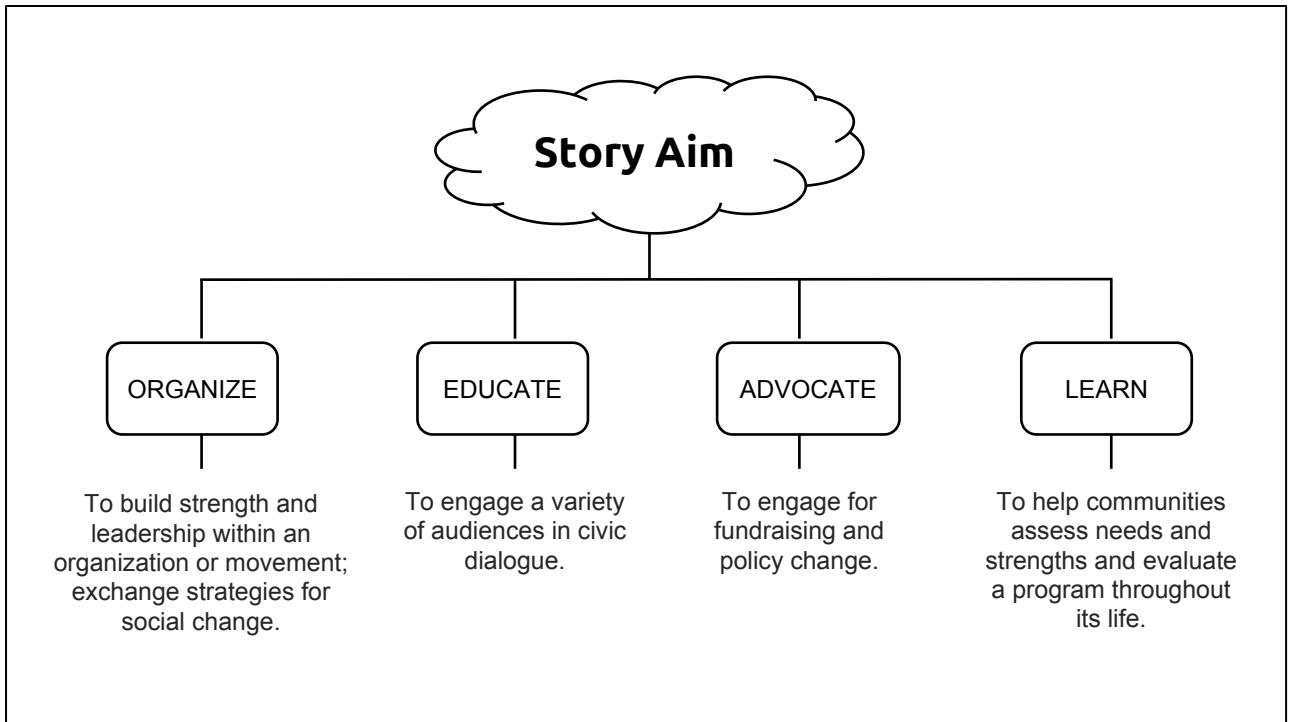 Story Aim
ORGANIZE
EDUCATE
ADVOCATE
LEARN
To build strength and
leadership within an
organization or movement;
exchange strategies for
social change.
To engage a variety
of audiences in civic
dialogue.
To engage for
fundraising and
policy change.
To help communities
assess needs and
strengths and evaluate
a program throughout
its life.